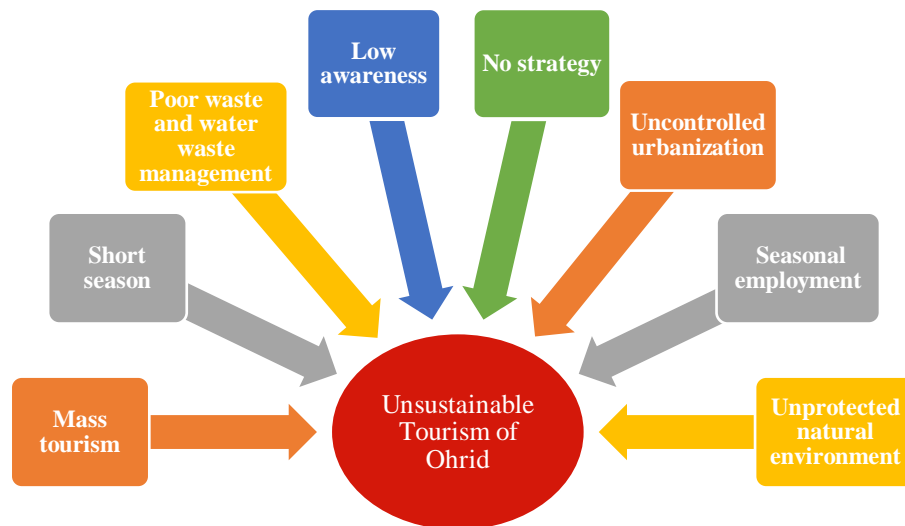 Low
awareness
No strategy
Poor waste
and water
waste
management
Uncontrolled
urbanization
Short
season
Seasonal
employment
Mass
tourism
Unsustainable
Tourism of
Ohrid
Unprotected
natural
environment